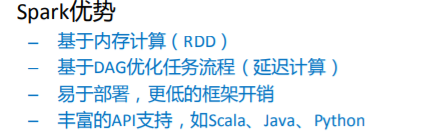 Spark优势
– 基于内存计算（RDD）
– 基于DAG优化任务流程（延迟计算）
– 易于部署，更低的框架开销
– 丰富的API支持，如Scala、Java、Python